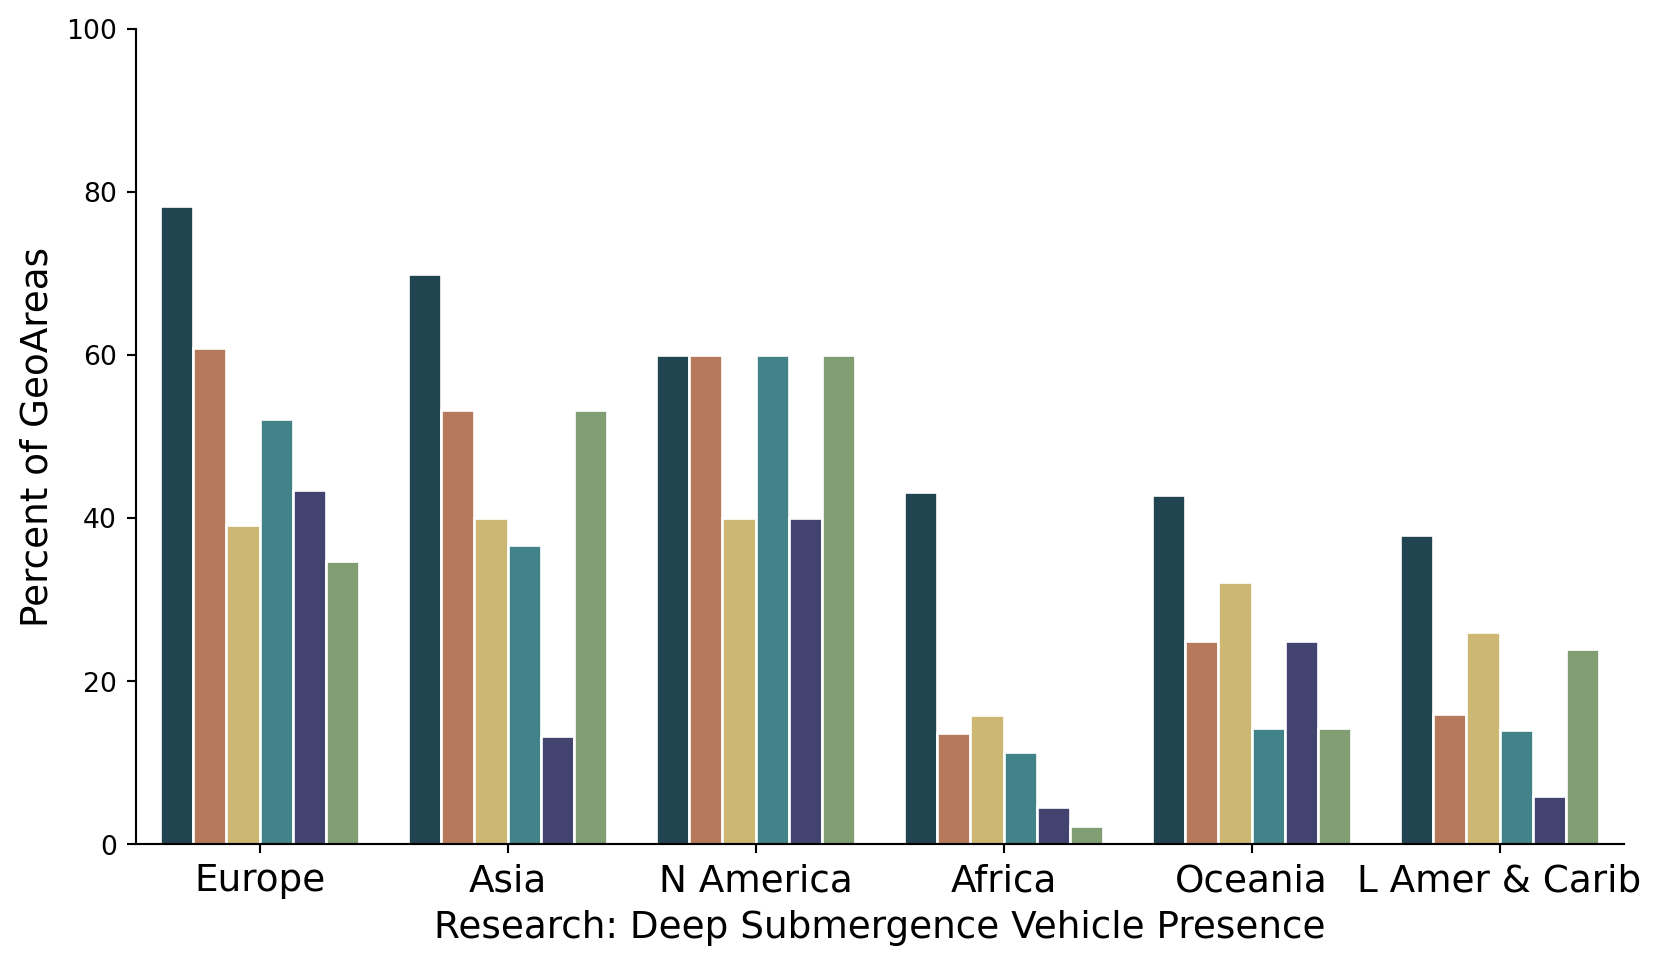 Percent of GeoAreas
100
80
60
40
20
0
Europe Asia N America Africa Oceania L Amer & Carib
Research: Deep Submergence Vehicle Presence